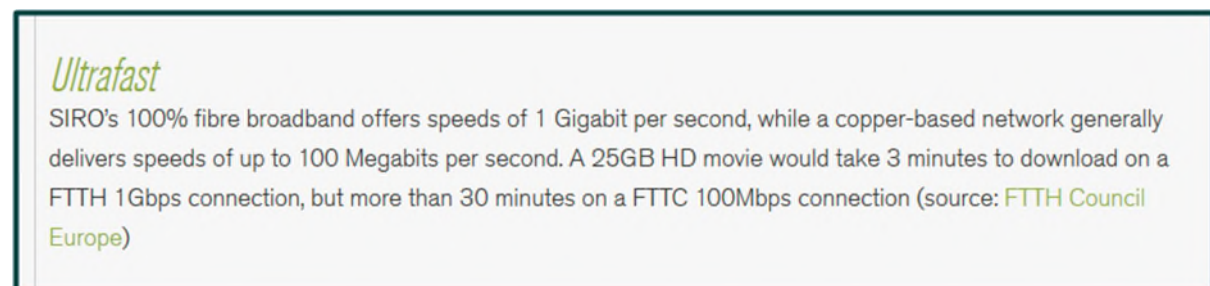 Ultrafast
SIRO's 100% fibre broadband offers speeds of 1 Gigabit per second, while a copper-based network generally
delivers speeds of up to 100 Megabits per second. A 25GB HD movie would take 3 minutes to download on a
FTTH 1Gbps connection, but more than 30 minutes on a FTTC 100Mbps connection (source: FTTH Council
Europe)